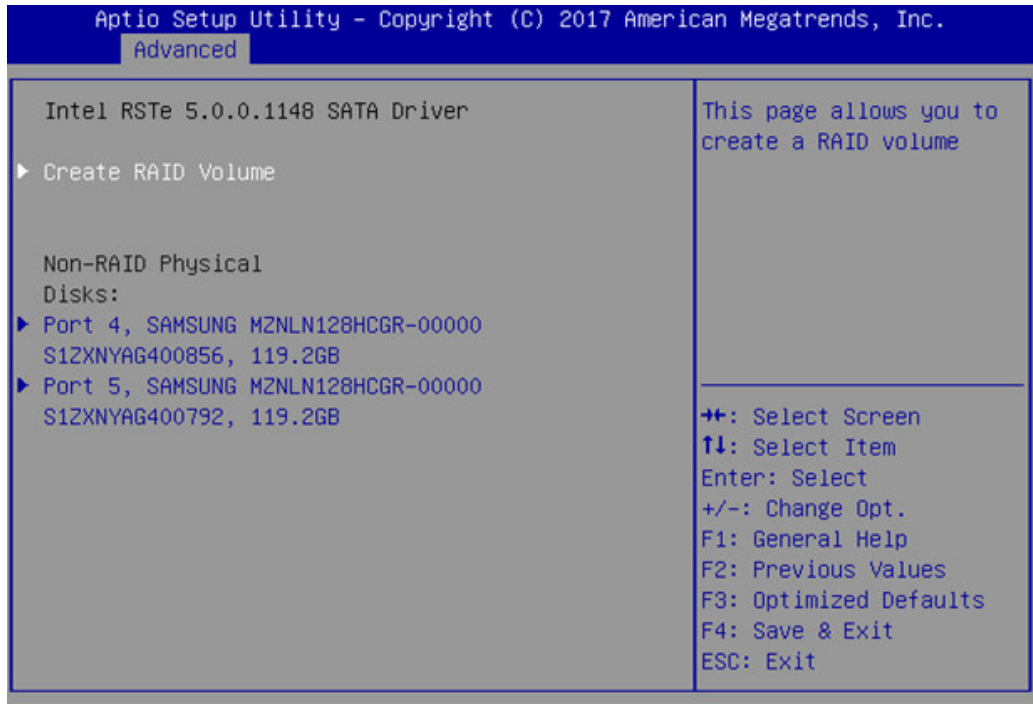 Aptio Setup Utility – Copyright (C) 2017 American Megatrends, Inc.
Advanced
Intel RSTe 5.0.0.1148 SATA Driver
Create RAID Volume
Non-RAID Physical
Disks:
Port 4, SAMSUNG MZNLN128HCGR-00000
S1ZXNYAG400856, 119.2GB
Port 5, SAMSUNG MZNLN128HCGR-00000
S1ZXNYAG400792, 119.2GB
This page allows you to
create a RAID volume
→←: Select Screen
↑↓: Select Item
Enter: Select
+/-: Change Opt.
F1: General Help
F2: Previous Values
F3: Optimized Defaults
F4: Save & Exit
ESC: Exit